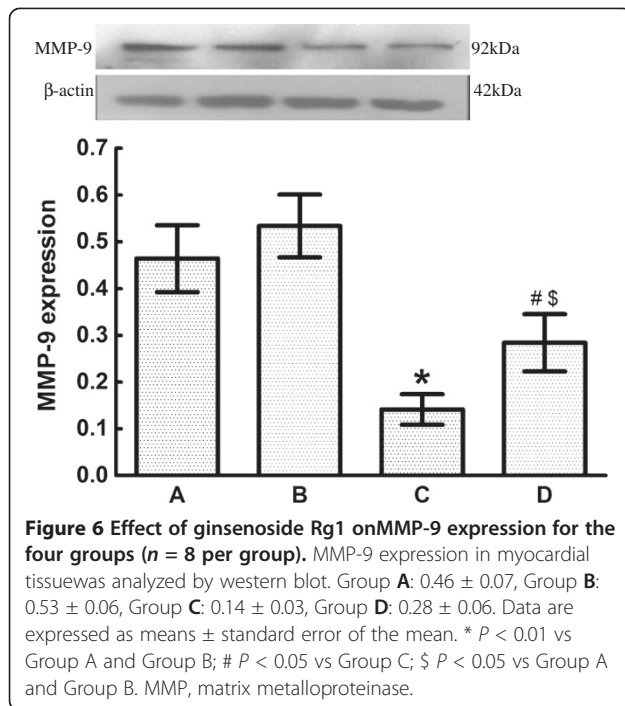 MMP-9 92kDa
β-actin 42kDa
0.7
0.6
0.5
0.4
0.3
0.2
0.1
0.0
MMP-9 expression
* # $
A B C D
Figure 6 Effect of ginsenoside Rg1 onMMP-9 expression for the
four groups (n = 8 per group). MMP-9 expression in myocardial
tissuewas analyzed by western blot. Group A: 0.46 ± 0.07, Group B:
0.53 ± 0.06, Group C: 0.14 ± 0.03, Group D: 0.28 ± 0.06. Data are
expressed as means ± standard error of the mean. * P < 0.01 vs
Group A and Group B; # P < 0.05 vs Group C; $ P < 0.05 vs Group A
and Group B. MMP, matrix metalloproteinase.